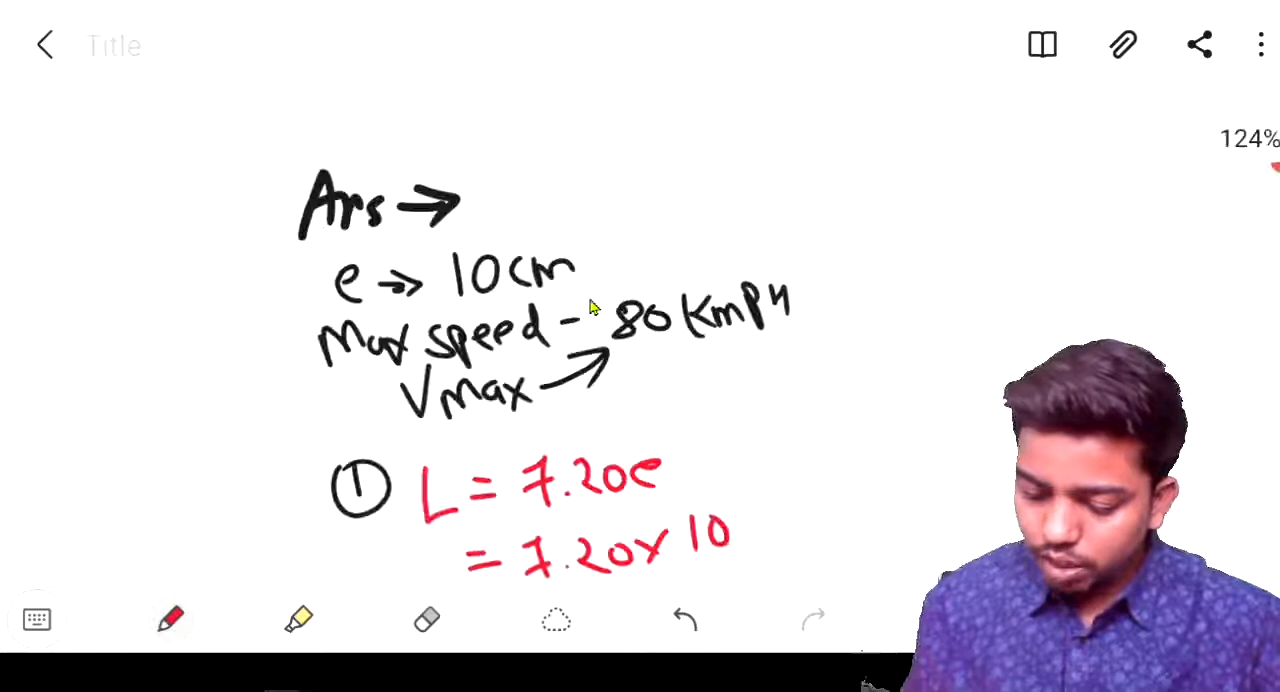 Title
124%
Ans →
e → 10cm
Max speed - 80 KmPH
Vmax →
① L = 7.20e
= 7.20 x 10